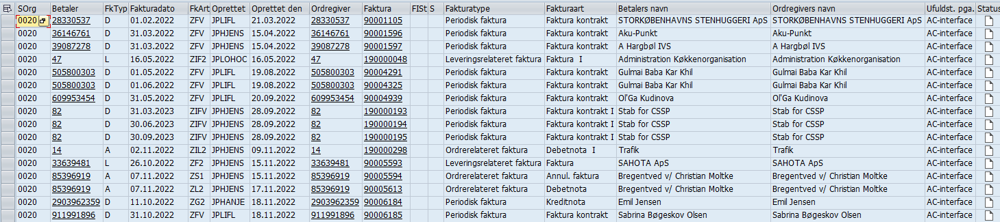 SOrg Betaler FkTyp Fakturadato FkArt Oprettet Oprettet den Ordregiver Faktura FISt S Fakturatype Fakturaart Betalers navn Ordregivers navn Ufuldst. pga. Status
0020 28330537 D 01.02.2022 ZFV JPLIFL 21.03.2022 28330537 90001105 Periodisk faktura Faktura kontrakt STORKØBENHAVNS STENHUGGERI ApS STORKØBENHAVNS STENHUGGERI ApS AC-interface
0020 36146761 D 31.03.2022 ZFV JPHJENS 15.04.2022 36146761 90001596 Periodisk faktura Faktura kontrakt Aku-Punkt Aku-Punkt AC-interface
0020 39087278 D 31.03.2022 ZFV JPHJENS 15.04.2022 39087278 90001597 Periodisk faktura Faktura kontrakt A Hargbøl IVS A Hargbøl IVS AC-interface
0020 47 L 16.05.2022 ZIF2 JPLOHOC 16.05.2022 47 190000048 Leveringsrelateret faktura Faktura I Administration Køkkenorganisation Administration Køkkenorganisation AC-interface
0020 505800303 D 01.05.2022 ZFV JPLIFL 19.08.2022 505800303 90004291 Periodisk faktura Faktura kontrakt Gulmai Baba Kar Khil Gulmai Baba Kar Khil AC-interface
0020 505800303 D 01.06.2022 ZFV JPLIFL 19.08.2022 505800303 90004325 Periodisk faktura Faktura kontrakt Gulmai Baba Kar Khil Gulmai Baba Kar Khil AC-interface
0020 609953454 D 31.05.2022 ZFV JPLIFL 20.09.2022 609953454 90004939 Periodisk faktura Faktura kontrakt Ol'Ga Kudinova Ol'Ga Kudinova AC-interface
0020 82 D 31.03.2023 ZIFV JPHJENS 28.09.2022 82 190000193 Periodisk faktura Faktura kontrakt I Stab for CSSP Stab for CSSP AC-interface
0020 82 D 30.06.2023 ZIFV JPHJENS 28.09.2022 82 190000194 Periodisk faktura Faktura kontrakt I Stab for CSSP Stab for CSSP AC-interface
0020 82 D 30.09.2023 ZIFV JPHJENS 28.09.2022 82 190000195 Periodisk faktura Faktura kontrakt I Stab for CSSP Stab for CSSP AC-interface
0020 14 A 02.11.2022 ZIL2 JPHJENS 09.11.2022 14 190000298 Ordrerelateret faktura Debetnota I Trafik Trafik AC-interface
0020 33639481 L 26.10.2022 ZF2 JPHJENS 15.11.2022 33639481 90005593 Leveringsrelateret faktura Faktura SAHOTA ApS SAHOTA ApS AC-interface
0020 85396919 A 07.11.2022 ZS1 JPHJENS 15.11.2022 85396919 90005594 Ordrerelateret faktura Annul. faktura Bregentved v/ Christian Moltke Bregentved v/ Christian Moltke AC-interface
0020 85396919 A 07.11.2022 ZL2 JPHJENS 17.11.2022 85396919 90005613 Ordrerelateret faktura Debetnota Bregentved v/ Christian Moltke Bregentved v/ Christian Moltke AC-interface
0020 2903962359 D 11.10.2022 ZG2 JPHANJE 18.11.2022 2903962359 90006184 Periodisk faktura Kreditnota Emil Jensen Emil Jensen AC-interface
0020 911991896 D 31.10.2022 ZFV JPLIFL 18.11.2022 911991896 90006185 Periodisk faktura Faktura kontrakt Sabrina Bøgeskov Olsen Sabrina Bøgeskov Olsen AC-interface